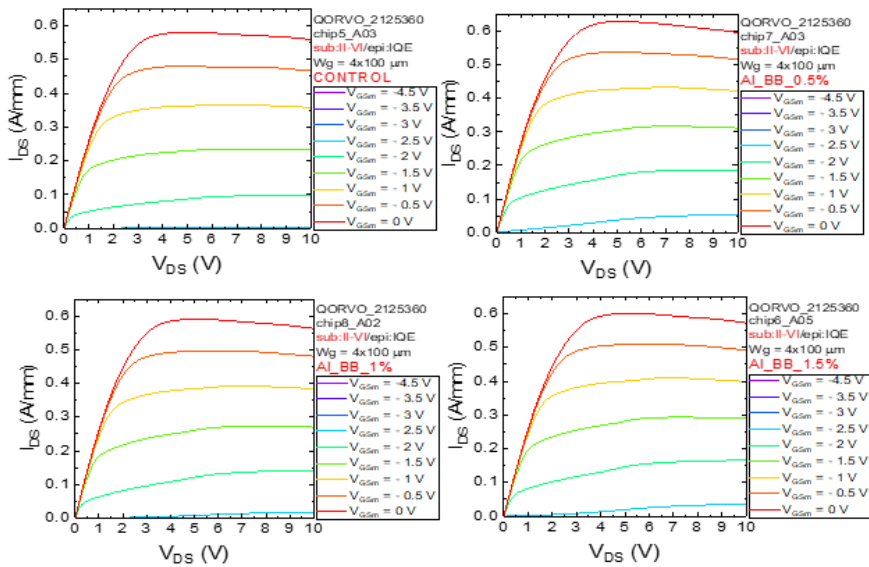 QORVO_2125360
chip5_A03
sub:II-VI/epi:IQE
Wg = 4x100 µm
CONTROL
V_GSm = - 4.5 V
V_GSm = - 3.5 V
V_GSm = - 3 V
V_GSm = - 2.5 V
V_GSm = - 2 V
V_GSm = - 1.5 V
V_GSm = - 1 V
V_GSm = - 0.5 V
V_GSm = 0 V
I_DS (A/mm)
0.6
0.5
0.4
0.3
0.2
0.1
0.0
0 1 2 3 4 5 6 7 8 9 10
V_DS (V)
QORVO_2125360
chip7_A03
sub:II-VI/epi:IQE
Wg = 4x100 µm
Al_BB_0.5%
V_GSm = - 4.5 V
V_GSm = - 3.5 V
V_GSm = - 3 V
V_GSm = - 2.5 V
V_GSm = - 2 V
V_GSm = - 1.5 V
V_GSm = - 1 V
V_GSm = - 0.5 V
V_GSm = 0 V
I_DS (A/mm)
0.6
0.5
0.4
0.3
0.2
0.1
0.0
0 1 2 3 4 5 6 7 8 9 10
V_DS (V)
QORVO_2125360
chip8_A02
sub:II-VI/epi:IQE
Wg = 4x100 µm
Al_BB_1%
V_GSm = - 4.5 V
V_GSm = - 3.5 V
V_GSm = - 3 V
V_GSm = - 2.5 V
V_GSm = - 2 V
V_GSm = - 1.5 V
V_GSm = - 1 V
V_GSm = - 0.5 V
V_GSm = 0 V
I_DS (A/mm)
0.6
0.5
0.4
0.3
0.2
0.1
0.0
0 1 2 3 4 5 6 7 8 9 10
V_DS (V)
QORVO_2125360
chip6_A05
sub:II-VI/epi:IQE
Wg = 4x100 µm
Al_BB_1.5%
V_GSm = - 4.5 V
V_GSm = - 3.5 V
V_GSm = - 3 V
V_GSm = - 2.5 V
V_GSm = - 2 V
V_GSm = - 1.5 V
V_GSm = - 1 V
V_GSm = - 0.5 V
V_GSm = 0 V
I_DS (A/mm)
0.6
0.5
0.4
0.3
0.2
0.1
0.0
0 1 2 3 4 5 6 7 8 9 10
V_DS (V)